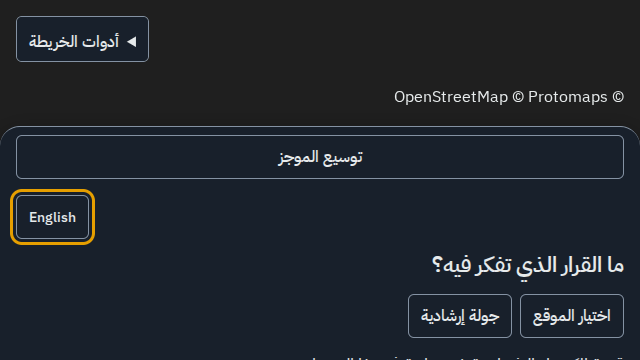 ◀ أدوات الخريطة
© OpenStreetMap © Protomaps
توسيع الموجز
English
ما القرار الذي تفكر فيه؟
اختيار الموقع
جولة إرشادية